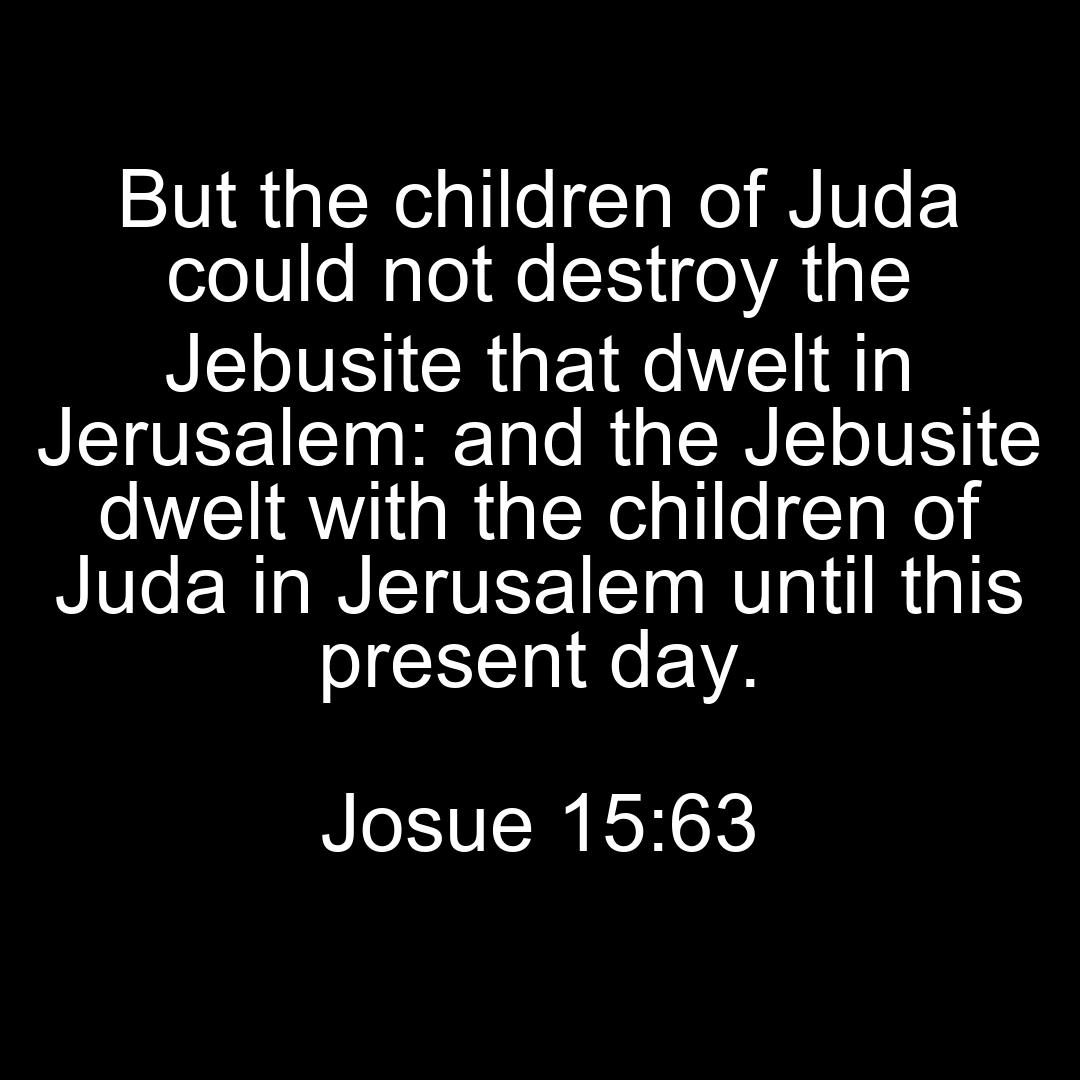 But the children of Juda
could not destroy the
Jebusite that dwelt in
Jerusalem: and the Jebusite
dwelt with the children of
Juda in Jerusalem until this
present day.
Josue 15:63